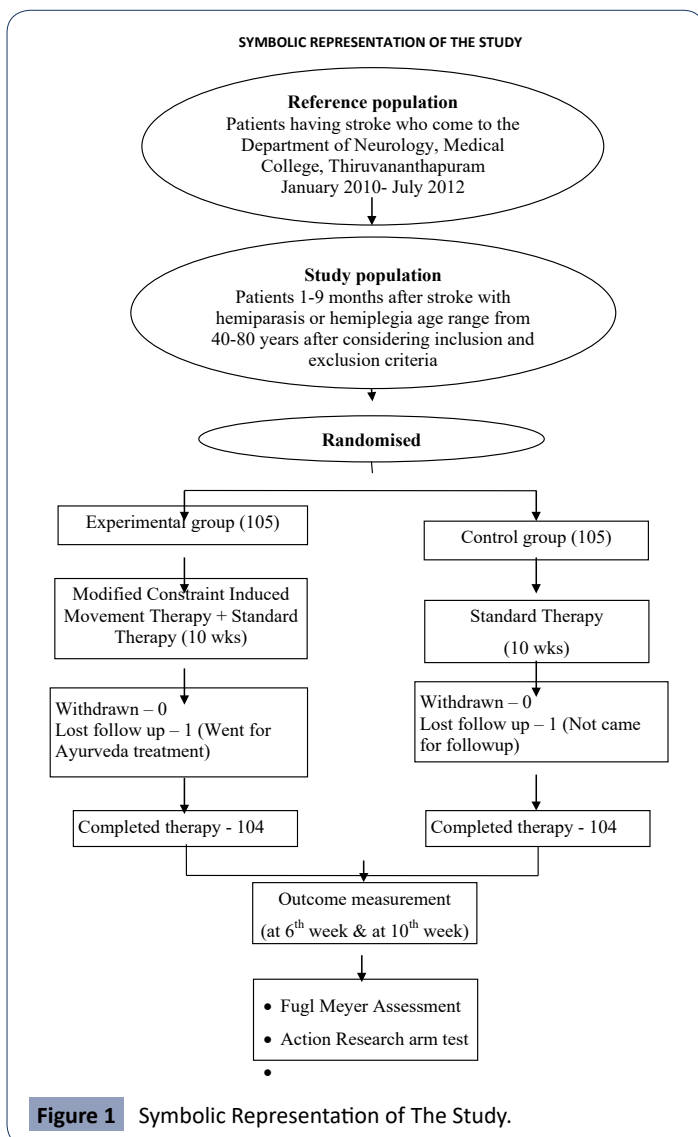 SYMBOLIC REPRESENTATION OF THE STUDY
Reference population
Patients having stroke who come to the
Department of Neurology, Medical
College, Thiruvananthapuram
January 2010- July 2012
Study population
Patients 1-9 months after stroke with
hemiparasis or hemiplegia age range from
40-80 years after considering inclusion and
exclusion criteria
Randomised
Experimental group (105)
Control group (105)
Modified Constraint Induced
Movement Therapy + Standard
Therapy (10 wks)
Standard Therapy
(10 wks)
Withdrawn – 0
Lost follow up – 1 (Went for
Ayurveda treatment)
Withdrawn – 0
Lost follow up – 1 (Not came
for followup)
Completed therapy - 104
Completed therapy - 104
Outcome measurement
(at 6th week & at 10th week)
• Fugl Meyer Assessment
• Action Research arm test
•
Figure 1 Symbolic Representation of The Study.